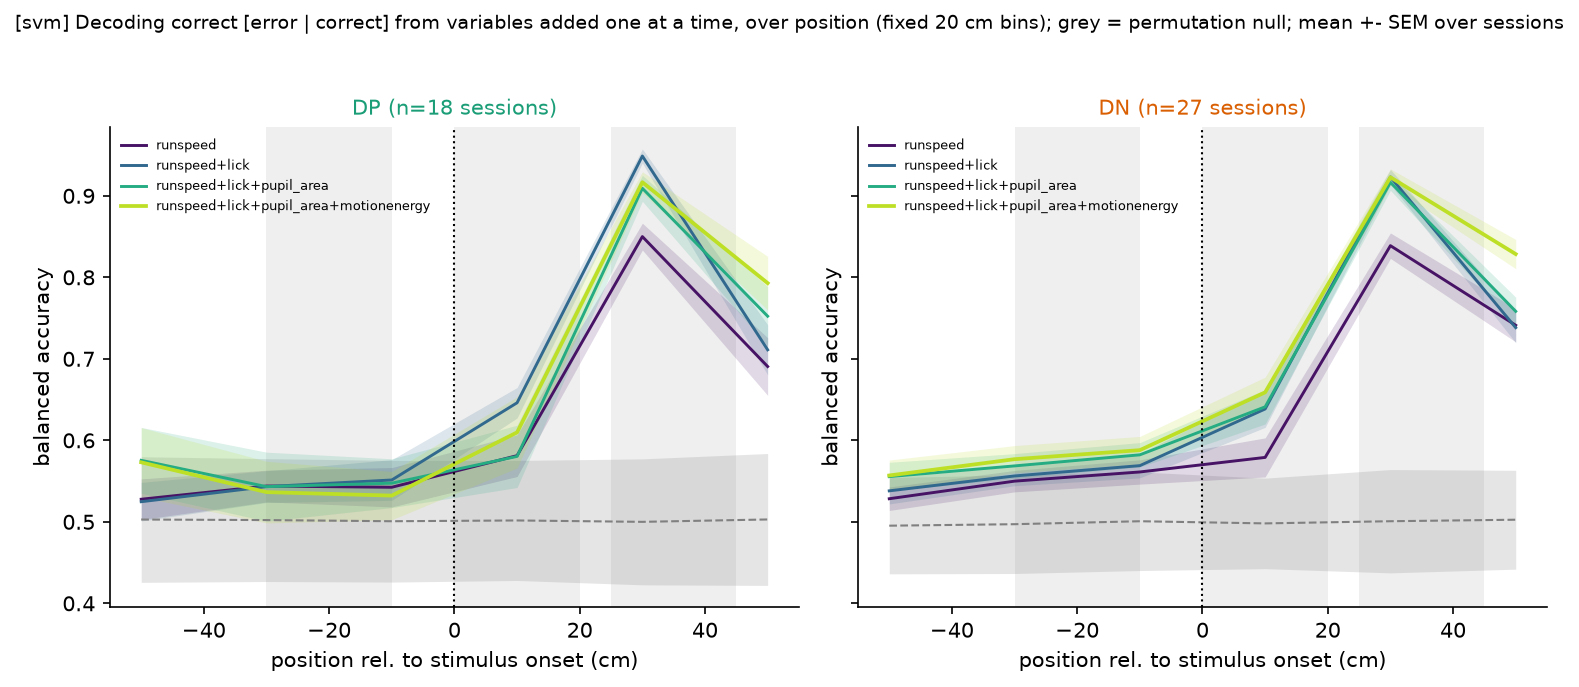 [svm] Decoding correct [error | correct] from variables added one at a time, over position (fixed 20 cm bins); grey = permutation null; mean +- SEM over sessions
DP (n=18 sessions)
runspeed
runspeed+lick
runspeed+lick+pupil_area
runspeed+lick+pupil_area+motionenergy
balanced accuracy
0.9
0.8
0.7
0.6
0.5
0.4
−40
−20
0
20
40
position rel. to stimulus onset (cm)
DN (n=27 sessions)
runspeed
runspeed+lick
runspeed+lick+pupil_area
runspeed+lick+pupil_area+motionenergy
balanced accuracy
−40
−20
0
20
40
position rel. to stimulus onset (cm)